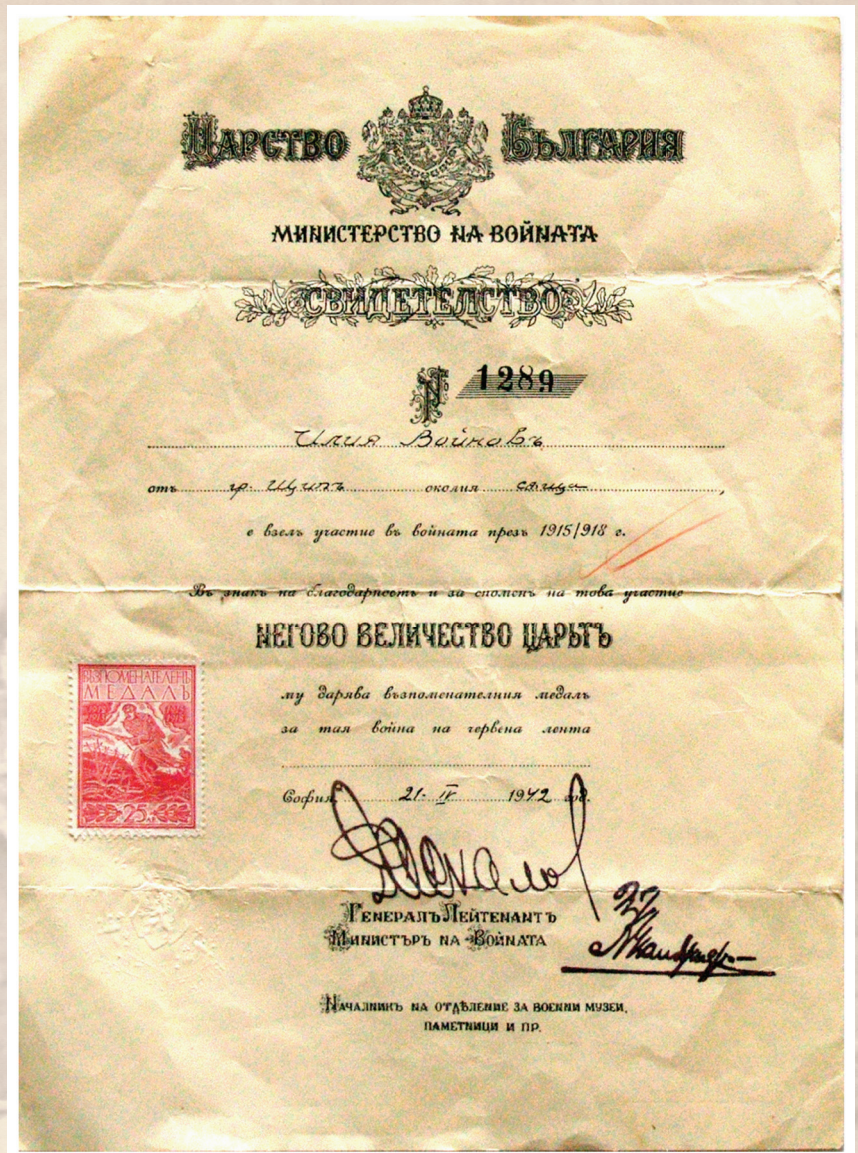 Царство България
МИНИСТЕРСТВО НА ВОЙНАТА
СВИДЕТЕЛСТВО
№ 1289
Илия Войновъ
отъ гр. Щипъ околия сѫща,
е взелъ участие въ войната презъ 1915/918 г.
Въ знакъ на благодарность и за споменъ на това участие
НЕГОВО ВЕЛИЧЕСТВО ЦАРЬТЪ
му дарява възпоменателния медалъ
за тая война на червена лента
ВЪЗПОМЕНАТЕЛЕНЪ
МЕДАЛЪ
25
София, 21. IV 1942 год.
Генералъ Лейтенантъ
Министъръ на Войната
Началникъ на отдѣление за военни музеи,
паметници и пр.